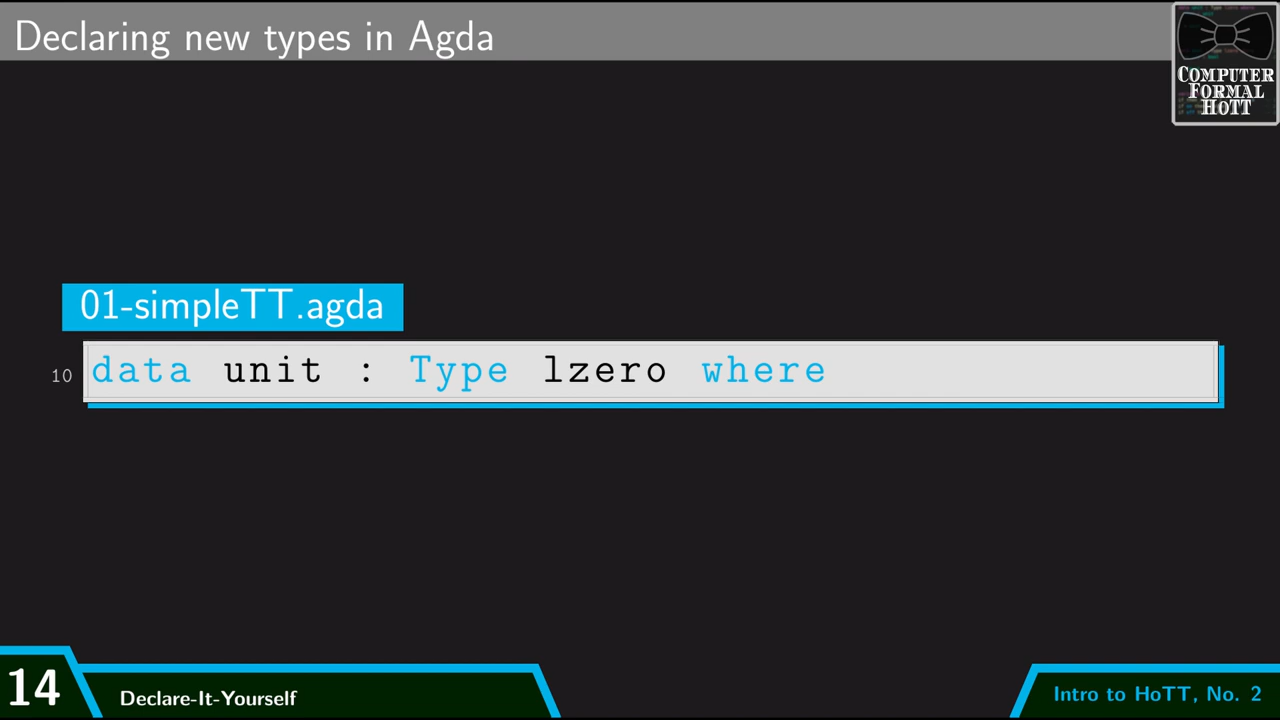 Declaring new types in Agda
COMPUTER
FORMAL
HOTT
01-simpleTT.agda
10 data unit : Type lzero where
14 Declare-It-Yourself
Intro to HoTT, No. 2